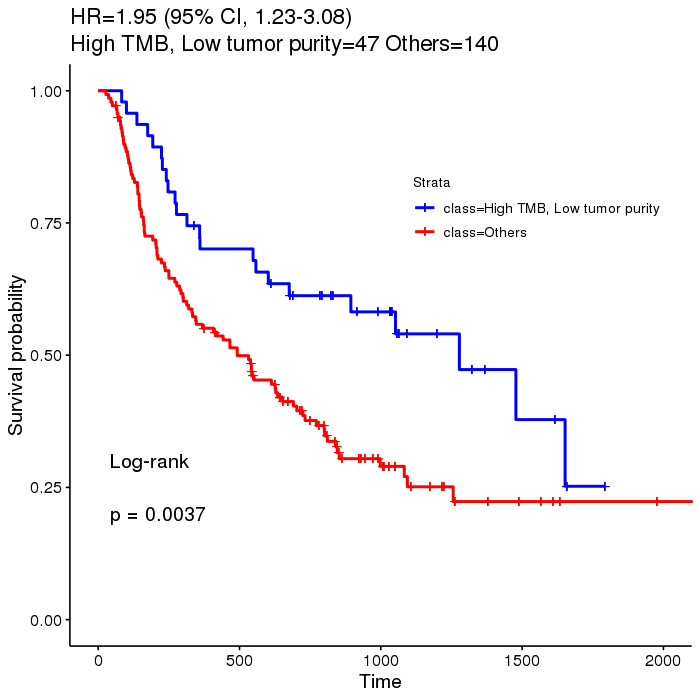 HR=1.95 (95% CI, 1.23-3.08)
High TMB, Low tumor purity=47 Others=140
1.00
0.75
0.50
0.25
0.00
Survival probability
Strata
class=High TMB, Low tumor purity
class=Others
Log-rank
p = 0.0037
0 500 1000 1500 2000
Time